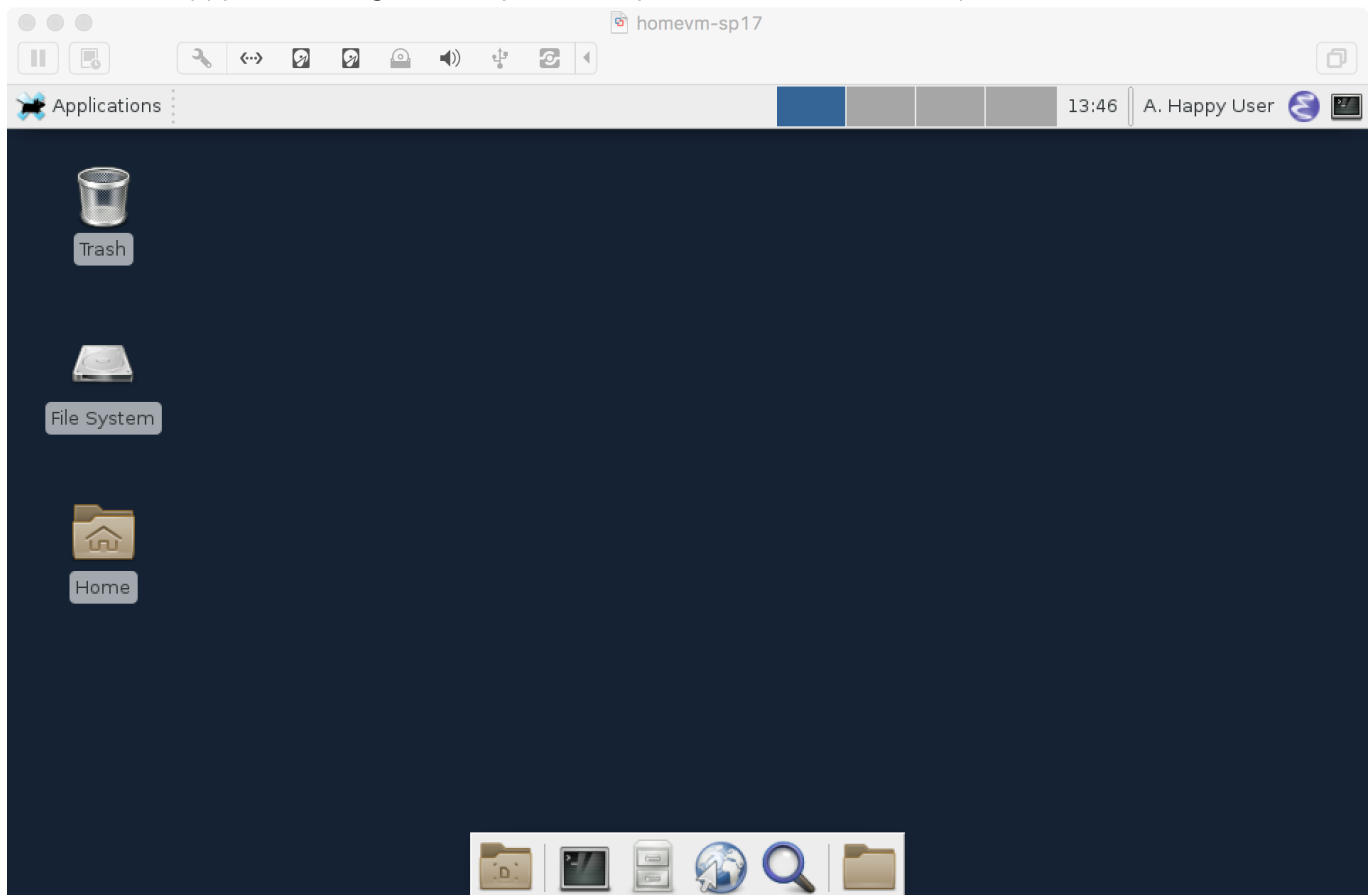 homevm-sp17
Applications
13:46
A. Happy User
Trash
File System
Home